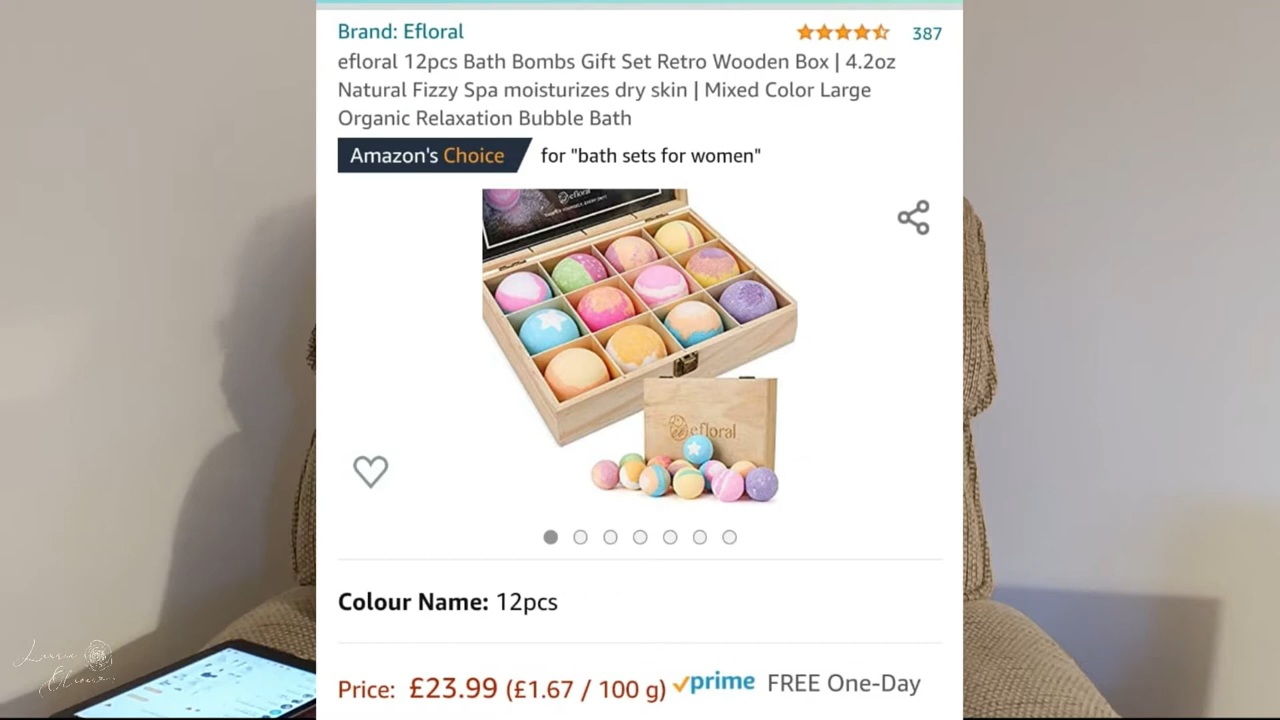 Brand: Efloral
387
efloral 12pcs Bath Bombs Gift Set Retro Wooden Box | 4.2oz
Natural Fizzy Spa moisturizes dry skin | Mixed Color Large
Organic Relaxation Bubble Bath
Amazon's Choice for "bath sets for women"
efloral
efloral
Colour Name: 12pcs
Price: £23.99 (£1.67 / 100 g) prime FREE One-Day